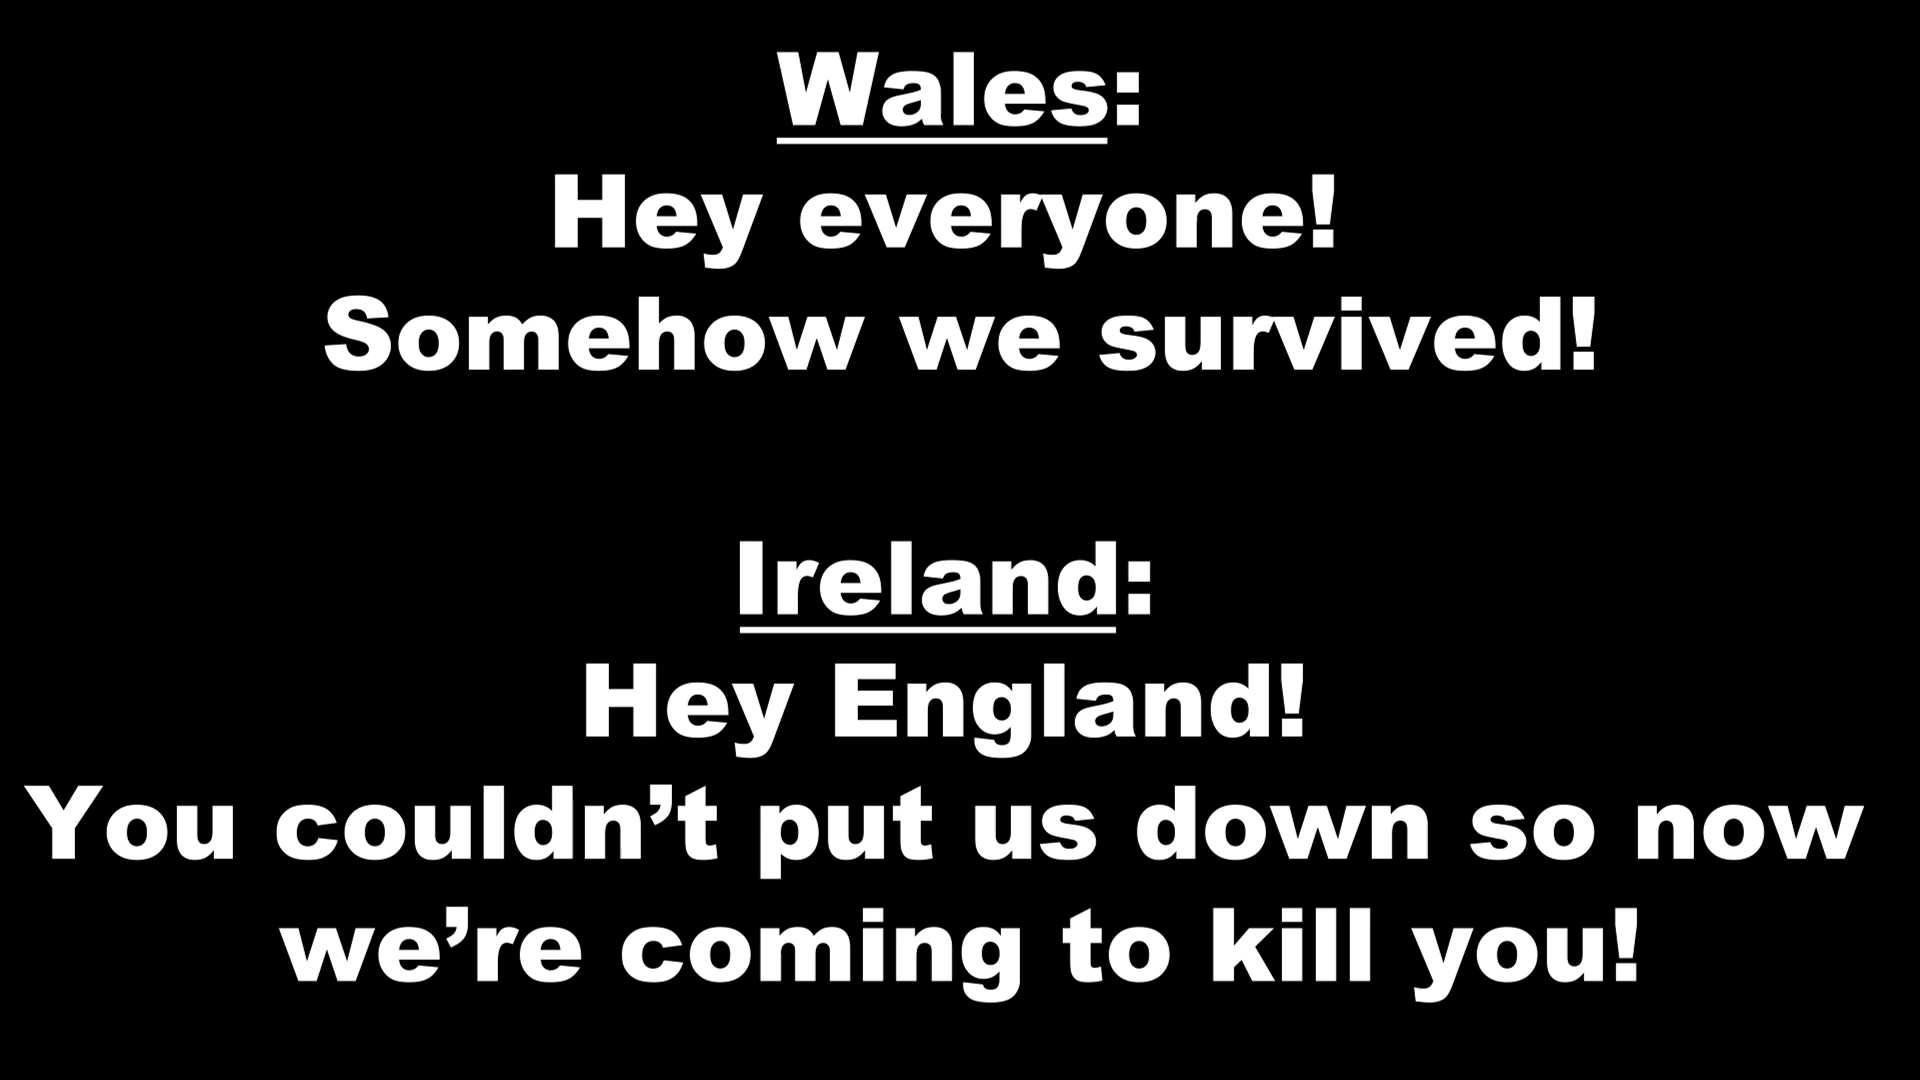 Wales:
Hey everyone!
Somehow we survived!
Ireland:
Hey England!
You couldn’t put us down so now
we’re coming to kill you!